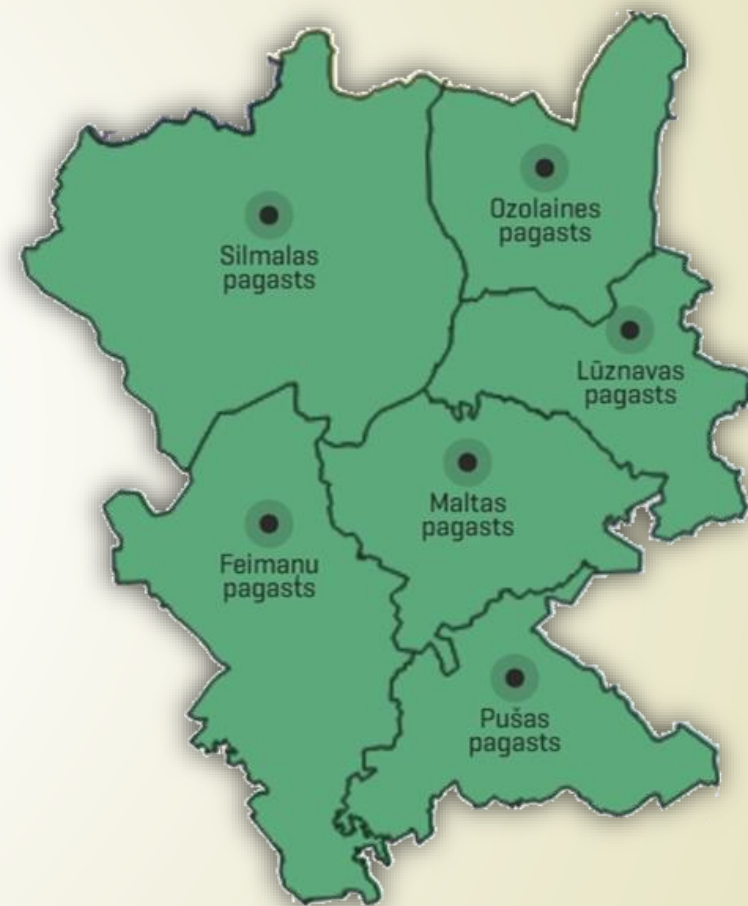 Ozolaines
pagasts
Silmalas
pagasts
Lūznavas
pagasts
Maltas
pagasts
Feimaņu
pagasts
Pušas
pagasts